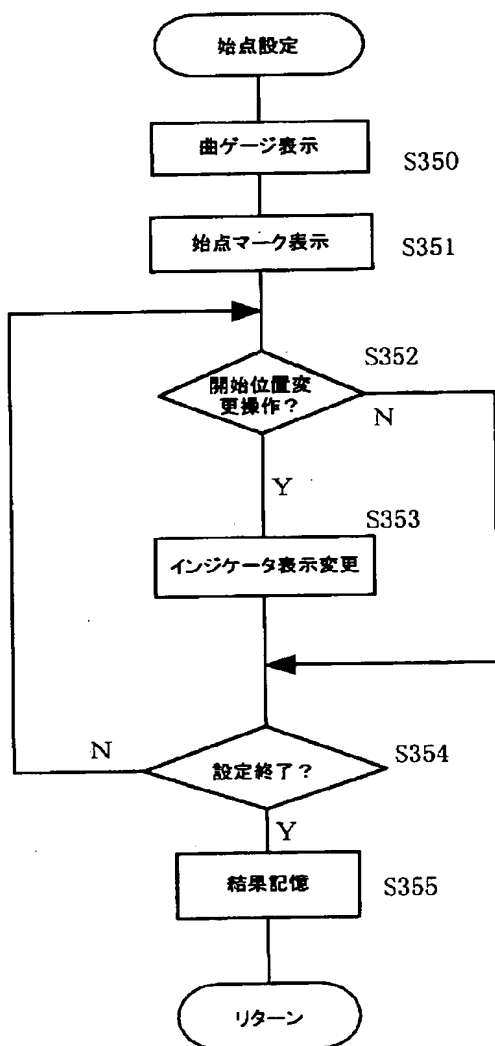 始点設定
曲ゲージ表示
S350
始点マーク表示
S351
S352
開始位置変
更操作？
N
Y
S353
インジケータ表示変更
N
S354
設定終了？
Y
結果記憶
S355
リターン